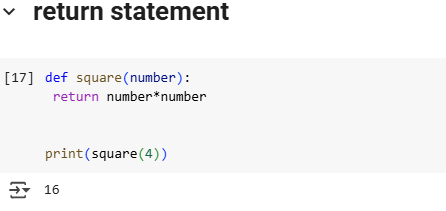 return statement
[17] def square(number):
 return number*number
print(square(4))
16